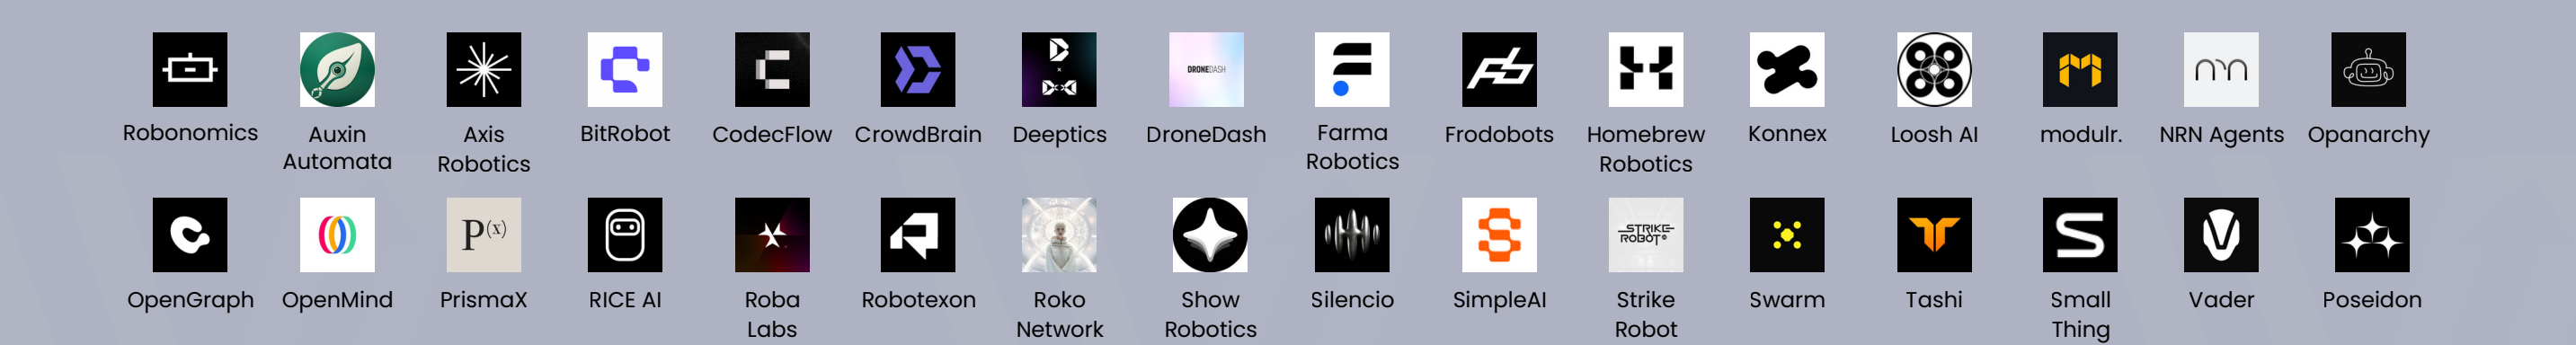 Robonomics
Auxin
Automata
Axis
Robotics
BitRobot
CodecFlow
CrowdBrain
Deeptics
DRONEDASH
DroneDash
Farma
Robotics
Frodobots
Homebrew
Robotics
Konnex
Loosh AI
modulr.
NRN Agents
Opanarchy
OpenGraph
OpenMind
P(x)
PrismaX
RICE AI
Roba
Labs
Robotexon
Roko
Network
Show
Robotics
Silencio
SimpleAI
STRIKE
ROBOT
Strike
Robot
Swarm
Tashi
Small
Thing
Vader
Poseidon